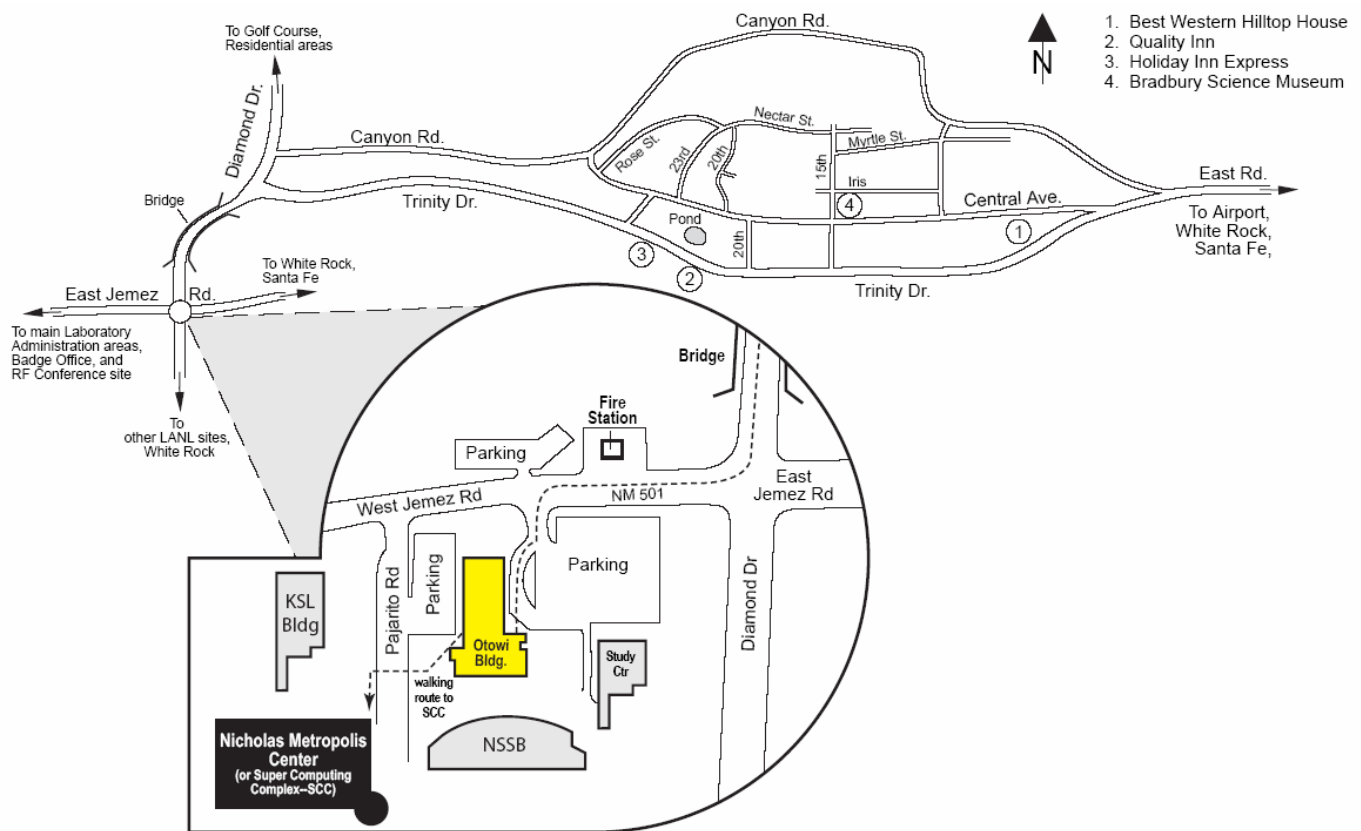 To Golf Course,
Residential areas
Canyon Rd.
N
1. Best Western Hilltop House
2. Quality Inn
3. Holiday Inn Express
4. Bradbury Science Museum
Diamond Dr.
Canyon Rd.
Nectar St.
Myrtle St.
Rose St.
23rd
20th
15th
Iris
East Rd.
Bridge
Trinity Dr.
4
Central Ave.
To Airport,
White Rock,
Santa Fe,
Pond
20th
1
3
2
Trinity Dr.
To White Rock,
Santa Fe
East Jemez Rd.
To main Laboratory
Administration areas,
Badge Office, and
RF Conference site
To
other LANL sites,
White Rock
Bridge
Fire
Station
Parking
West Jemez Rd
NM 501
East
Jemez Rd
Pajarito Rd
Parking
Parking
Diamond Dr
KSL
Bldg
Otowi
Bldg.
Study
Ctr
walking
route to
SCC
NSSB
Nicholas Metropolis
Center
(or Super Computing
Complex--SCC)